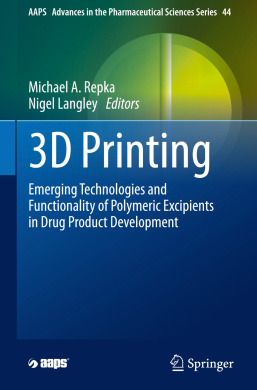 AAPS Advances in the Pharmaceutical Sciences Series 44
Michael A. Repka
Nigel Langley Editors
3D Printing
Emerging Technologies and
Functionality of Polymeric Excipients
in Drug Product Development
aaps
Springer